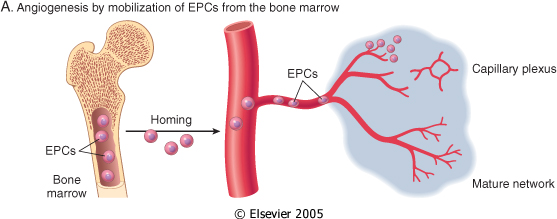 A. Angiogenesis by mobilization of EPCs from the bone marrow
EPCs
Capillary plexus
Homing
EPCs
Bone
marrow
Mature network
© Elsevier 2005